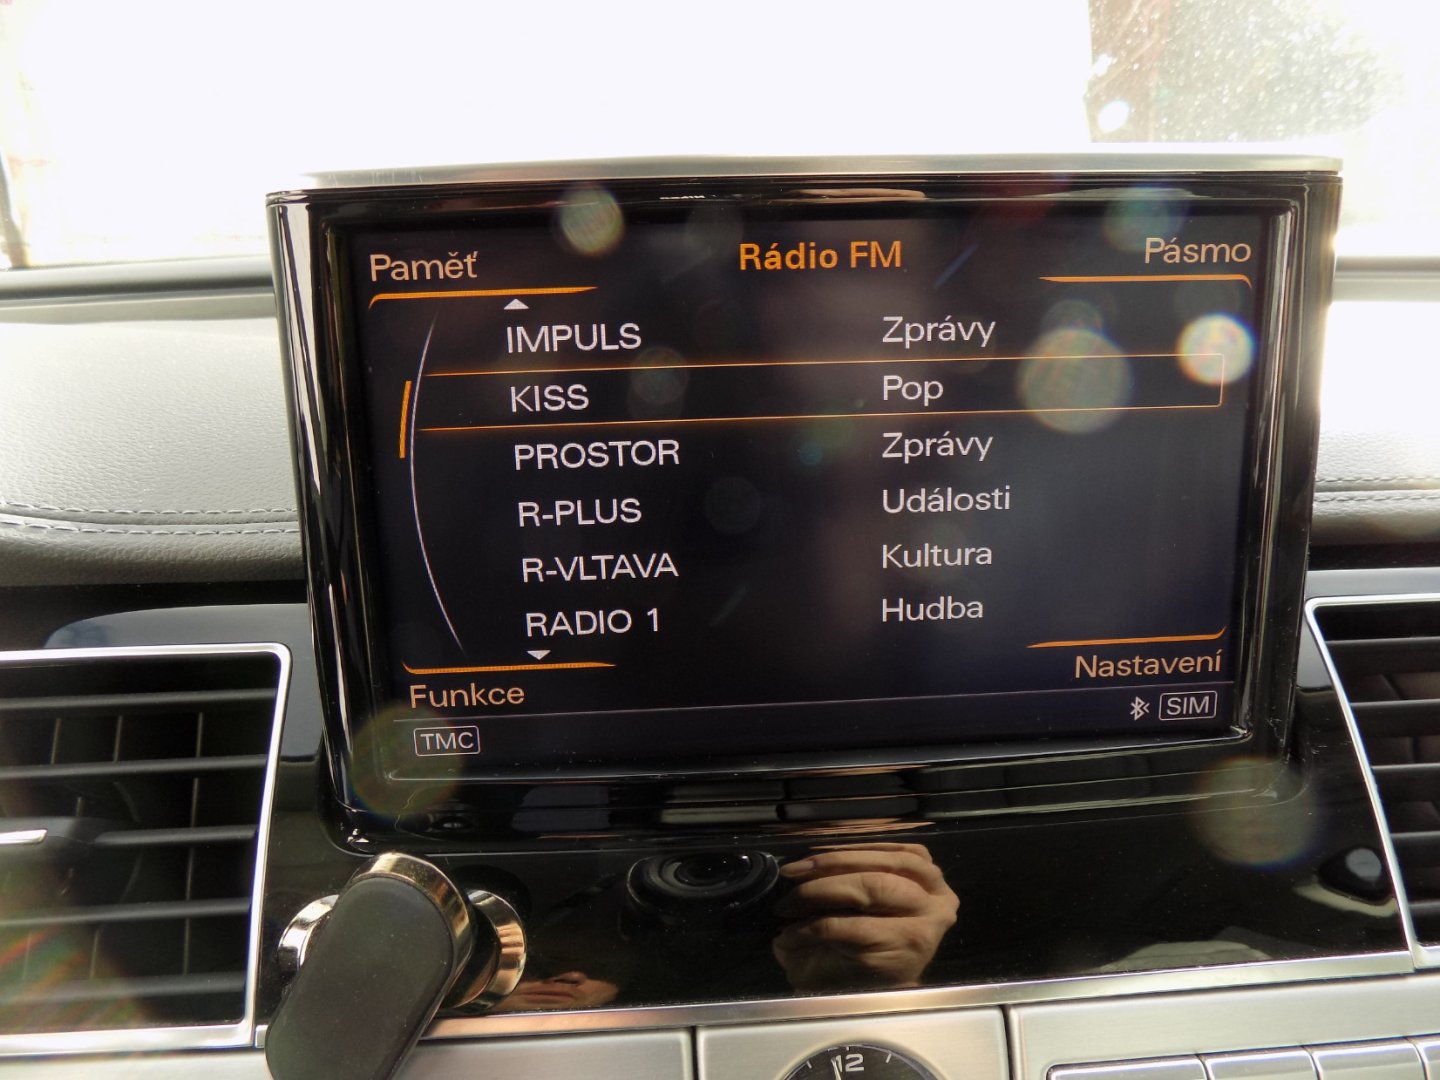 Paměť Rádio FM Pásmo
IMPULS Zprávy
KISS Pop
PROSTOR Zprávy
R-PLUS Události
R-VLTAVA Kultura
RADIO 1 Hudba
Funkce Nastavení
TMC SIM
12